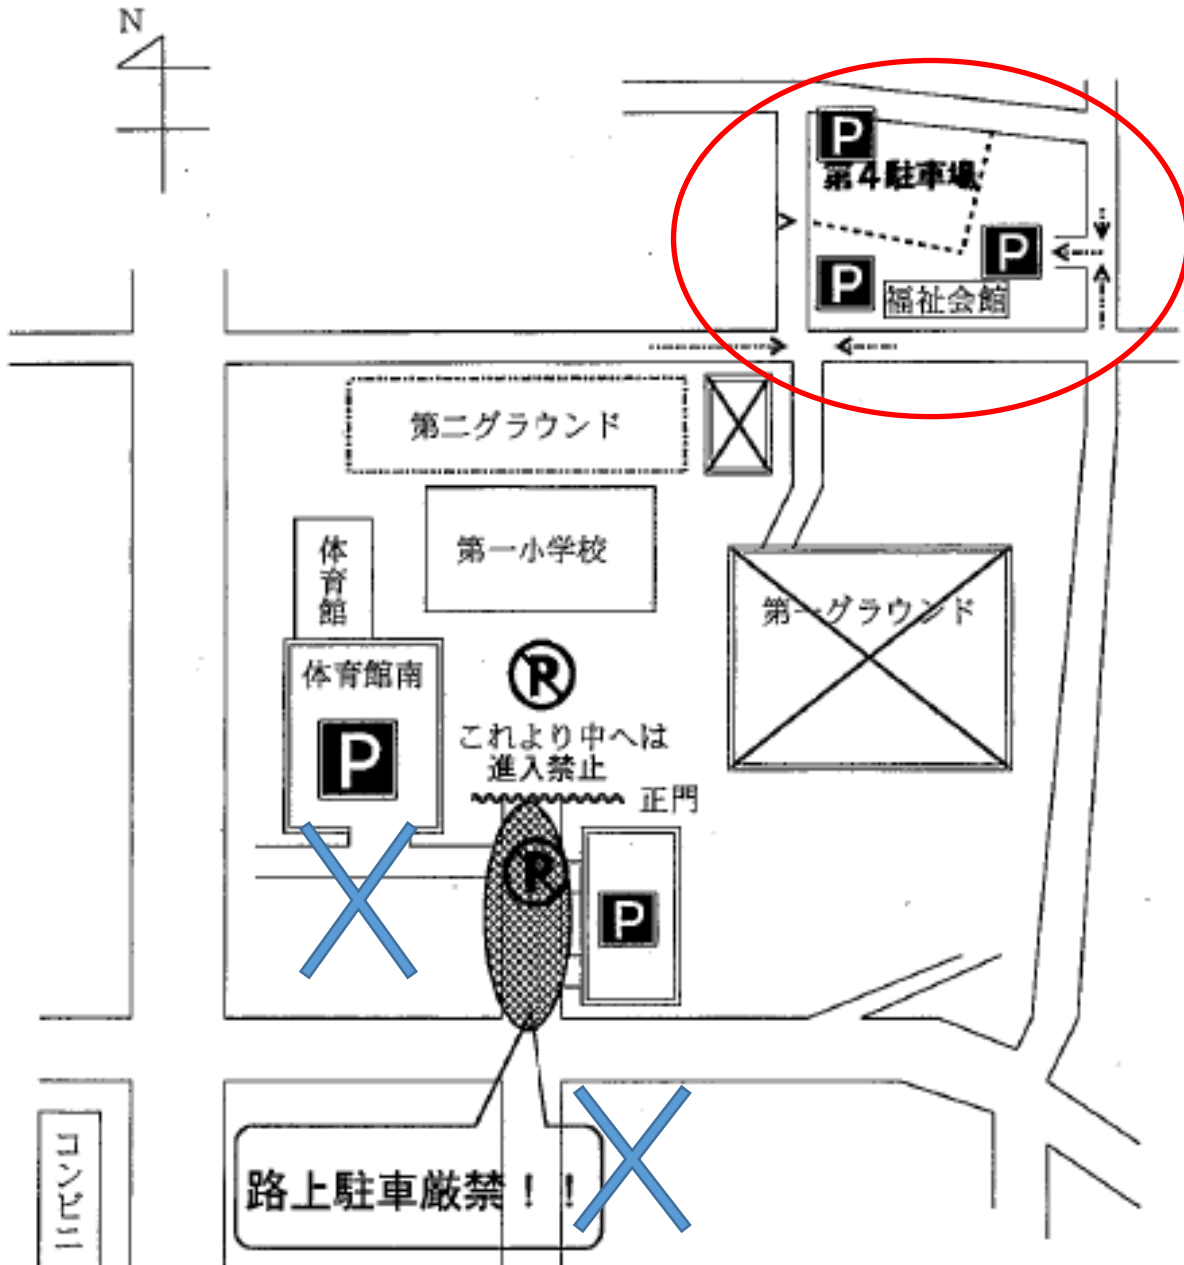 N
P
第4駐車場
P
P
福祉会館
第二グラウンド
第一小学校
体育館
第一グラウンド
体育館南
P
P
これより中へは
進入禁止
正門
P
P
路上駐車厳禁！！
コンビニ